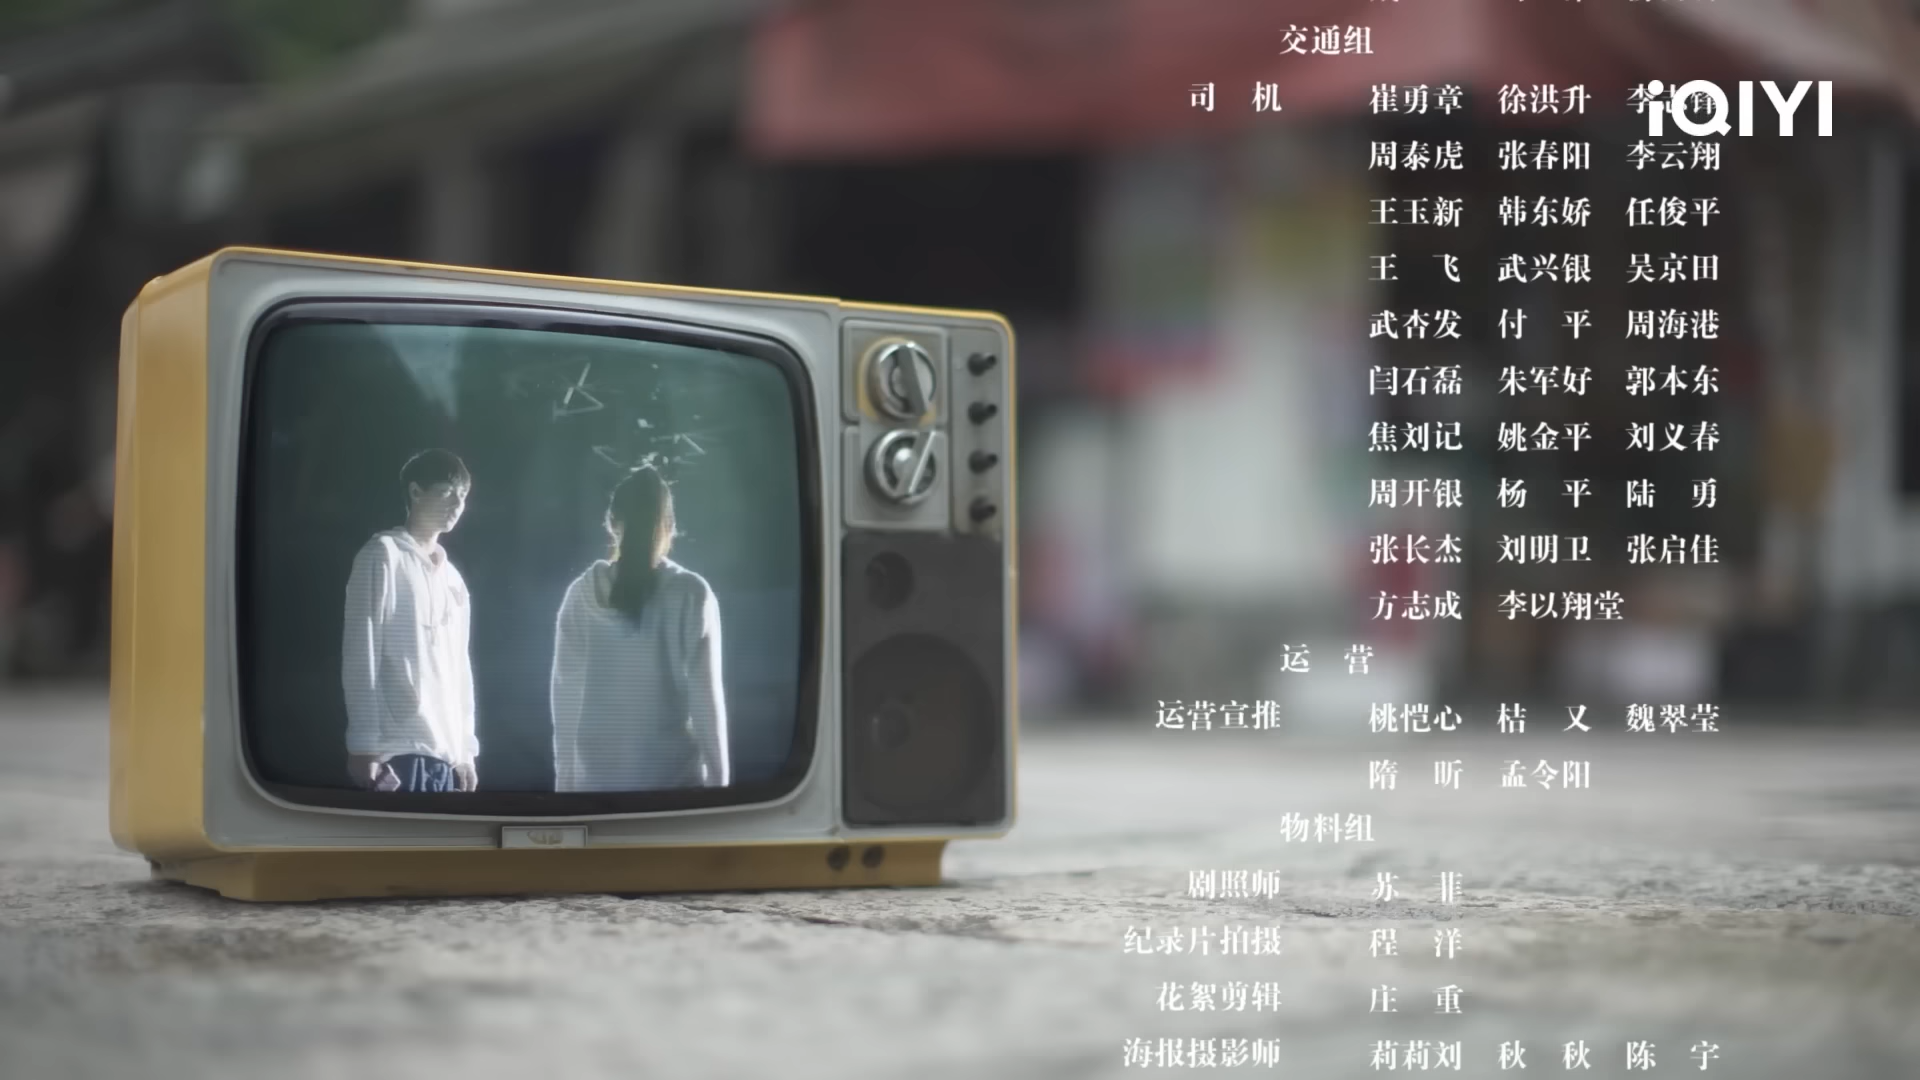 交通组
iQIYI
司 机 崔勇章 徐洪升 李志锋
周泰虎 张春阳 李云翔
王玉新 韩东娇 任俊平
王 飞 武兴银 吴京田
武杏发 付 平 周海港
闫石磊 朱军好 郭本东
焦刘记 姚金平 刘义春
周开银 杨 平 陆 勇
张长杰 刘明卫 张启佳
方志成 李以翔堂
运 营
运营宣推 桃恺心 桔 又 魏翠莹
隋 昕 孟令阳
物料组
剧照师 苏 菲
纪录片拍摄 程 洋
花絮剪辑 庄 重
海报摄影师 莉莉刘 秋 秋 陈 宇